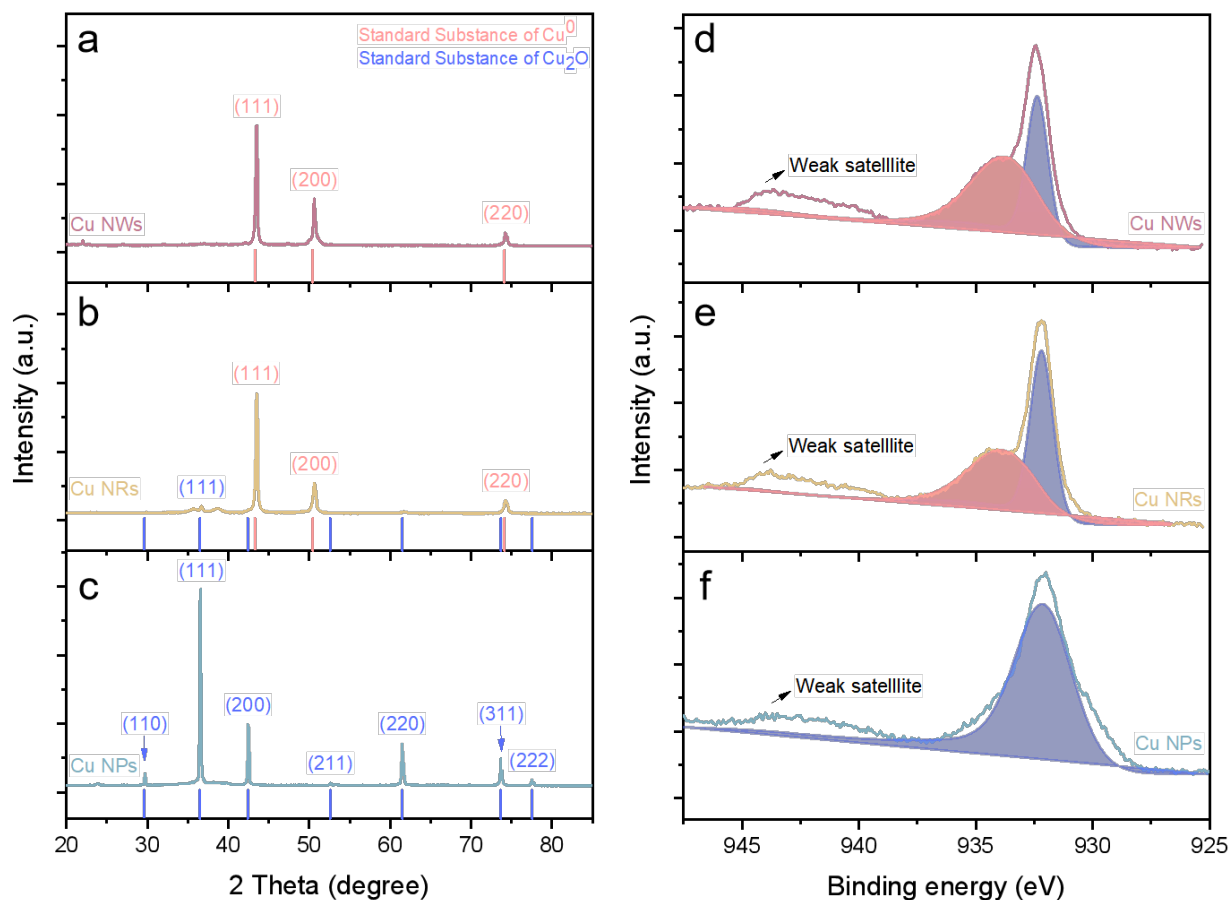 a
Standard Substance of Cu0
Standard Substance of Cu2O
(111)
(200)
(220)
Cu NWs
b
(111)
(200)
(220)
(111)
Cu NRs
c
(111)
(110)
(200)
(211)
(220)
(311)
(222)
Cu NPs
20 30 40 50 60 70 80
2 Theta (degree)
Intensity (a.u.)
d
Weak satelllite
Cu NWs
e
Weak satelllite
Cu NRs
f
Weak satelllite
Cu NPs
945 940 935 930 925
Binding energy (eV)
Intensity (a.u.)